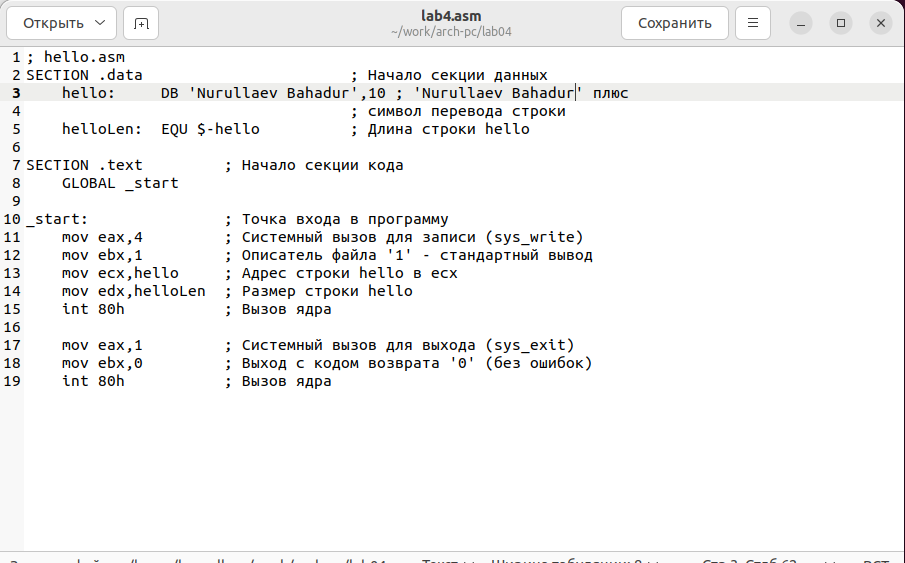 Открыть
lab4.asm
~/work/arch-pc/lab04
Сохранить
1 ; hello.asm
2 SECTION .data ; Начало секции данных
3 hello: DB 'Nurullaev Bahadur',10 ; 'Nurullaev Bahadur' плюс
4 ; символ перевода строки
5 helloLen: EQU $-hello ; Длина строки hello
6
7 SECTION .text ; Начало секции кода
8 GLOBAL _start
9
10 _start: ; Точка входа в программу
11 mov eax,4 ; Системный вызов для записи (sys_write)
12 mov ebx,1 ; Описатель файла '1' - стандартный вывод
13 mov ecx,hello ; Адрес строки hello в ecx
14 mov edx,helloLen ; Размер строки hello
15 int 80h ; Вызов ядра
16
17 mov eax,1 ; Системный вызов для выхода (sys_exit)
18 mov ebx,0 ; Выход с кодом возврата '0' (без ошибок)
19 int 80h ; Вызов ядра